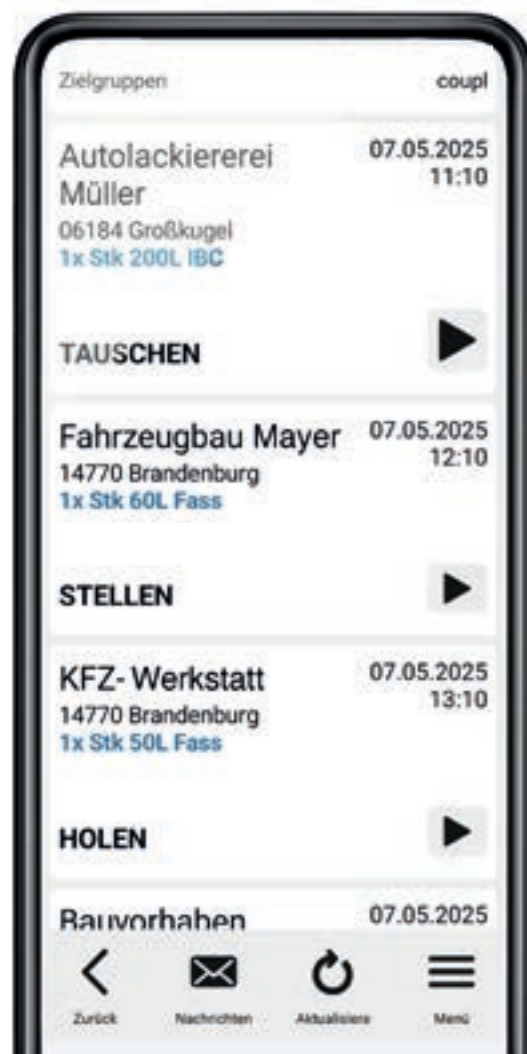 Zielgruppen coupl
Autolackiererei 07.05.2025
Müller 11:10
06184 Großkugel
1x Stk 200L IBC
TAUSCHEN
Fahrzeugbau Mayer 07.05.2025
14770 Brandenburg 12:10
1x Stk 60L Fass
STELLEN
KFZ- Werkstatt 07.05.2025
14770 Brandenburg 13:10
1x Stk 50L Fass
HOLEN
Bauvorhaben 07.05.2025
Zurück Nachrichten Aktualisiere Menü